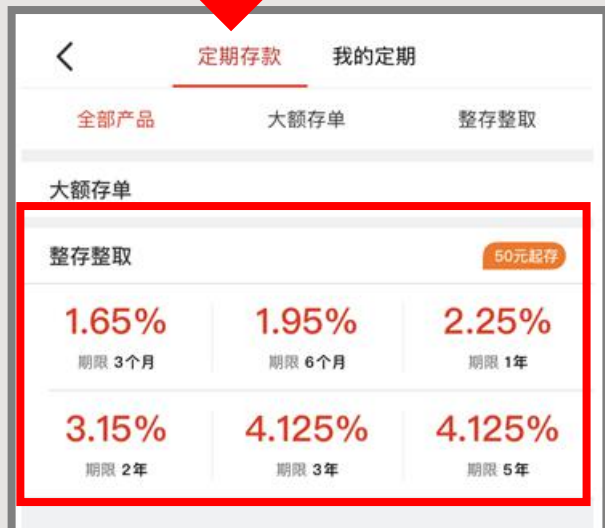 定期存款 我的定期
全部产品 大额存单 整存整取
大额存单
整存整取 50元起存
1.65% 1.95% 2.25%
期限 3个月 期限 6个月 期限 1年
3.15% 4.125% 4.125%
期限 2年 期限 3年 期限 5年